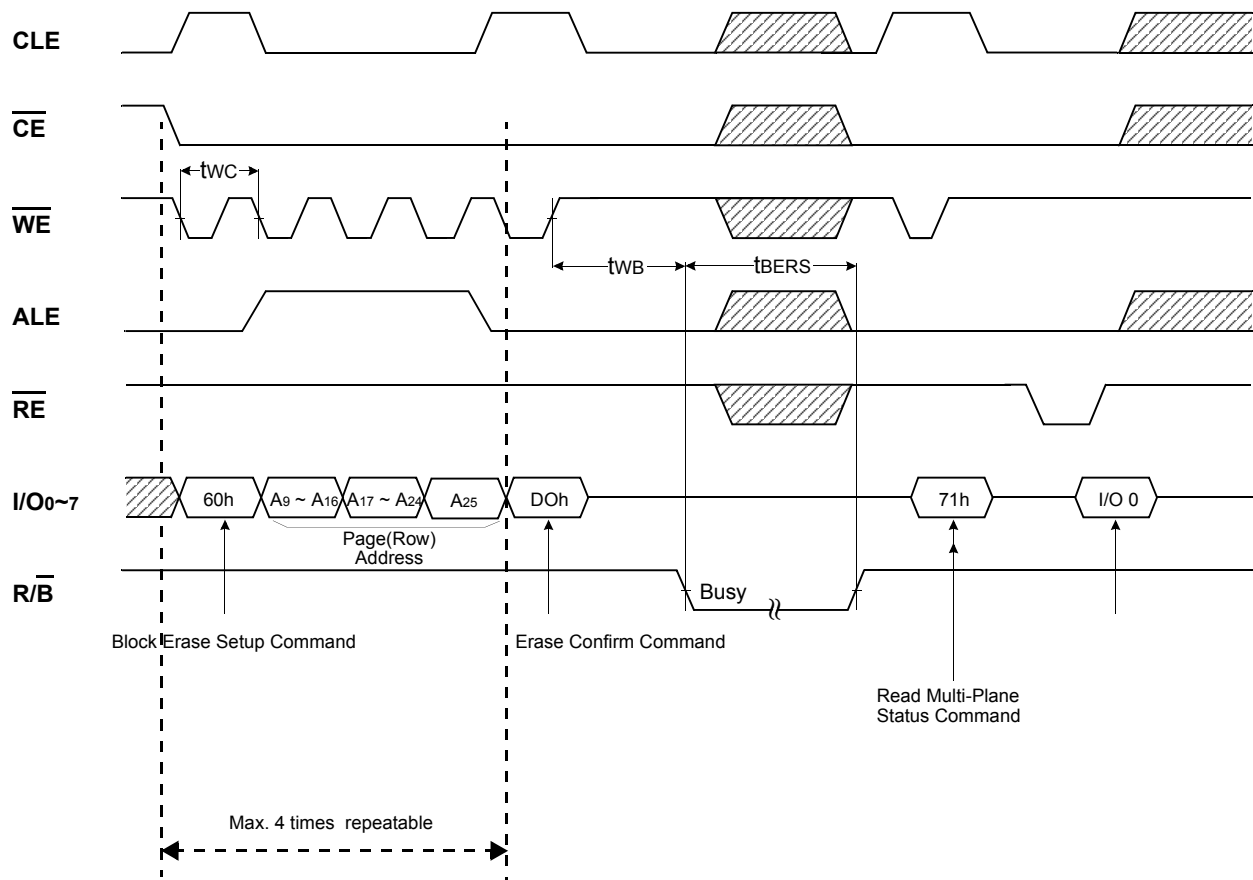 CLE
CE
tWC
WE
tWB
tBERS
ALE
RE
I/O0~7
60h
A9 ~ A16
A17 ~ A24
A25
DOh
71h
I/O 0
Page(Row)
Address
R/B
Busy
Block Erase Setup Command
Erase Confirm Command
Read Multi-Plane
Status Command
Max. 4 times repeatable